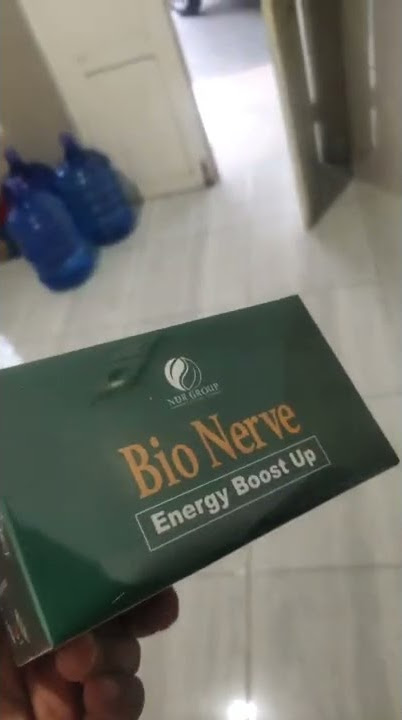 NDR GROUP
Bio Nerve
Energy Boost Up